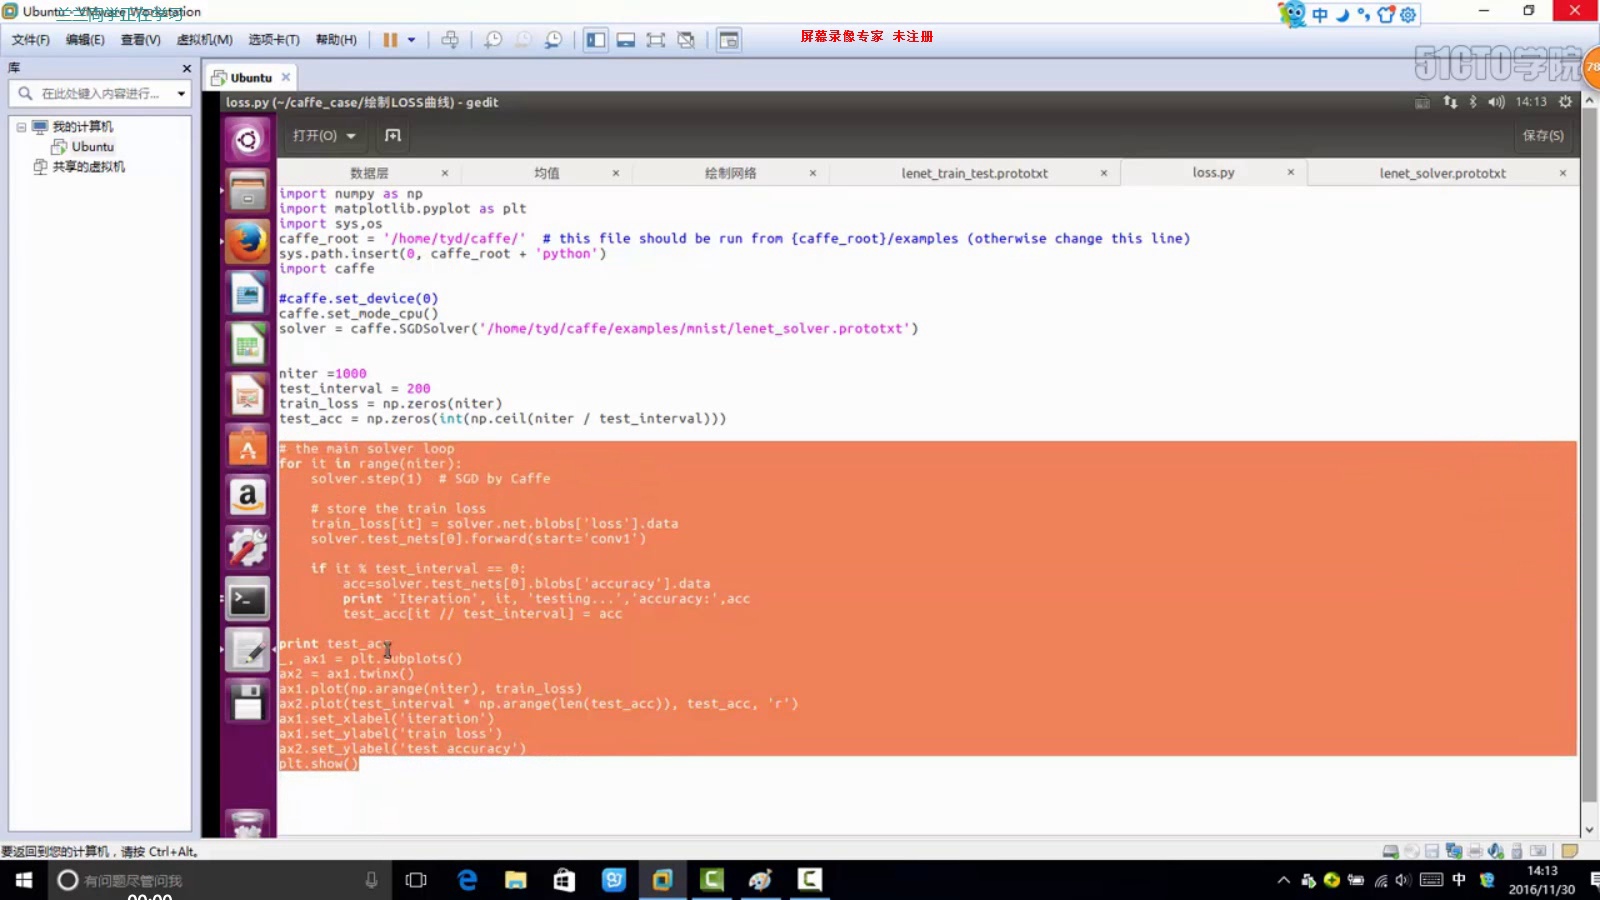 Ubuntu - VMware Workstation
兰兰同学正在学习
文件(F) 编辑(E) 查看(V) 虚拟机(M) 选项卡(T) 帮助(H)
屏幕录像专家 未注册
中
51CTO学院
78
库
在此处键入内容进行...
我的计算机
Ubuntu
共享的虚拟机
Ubuntu
loss.py (~/caffe_case/绘制LOSS曲线) - gedit
14:13
打开(O)
保存(S)
数据层 均值 绘制网络 lenet_train_test.prototxt loss.py lenet_solver.prototxt
import numpy as np
import matplotlib.pyplot as plt
import sys,os
caffe_root = '/home/tyd/caffe/'  # this file should be run from {caffe_root}/examples (otherwise change this line)
sys.path.insert(0, caffe_root + 'python')
import caffe
#caffe.set_device(0)
caffe.set_mode_cpu()
solver = caffe.SGDSolver('/home/tyd/caffe/examples/mnist/lenet_solver.prototxt')
niter =1000
test_interval = 200
train_loss = np.zeros(niter)
test_acc = np.zeros(int(np.ceil(niter / test_interval)))
# the main solver loop
for it in range(niter):
    solver.step(1)  # SGD by Caffe
    # store the train loss
    train_loss[it] = solver.net.blobs['loss'].data
    solver.test_nets[0].forward(start='conv1')
    if it % test_interval == 0:
        acc=solver.test_nets[0].blobs['accuracy'].data
        print 'Iteration', it, 'testing...','accuracy:',acc
        test_acc[it // test_interval] = acc
print test_acc
_, ax1 = plt.subplots()
ax2 = ax1.twinx()
ax1.plot(np.arange(niter), train_loss)
ax2.plot(test_interval * np.arange(len(test_acc)), test_acc, 'r')
ax1.set_xlabel('iteration')
ax1.set_ylabel('train loss')
ax2.set_ylabel('test accuracy')
plt.show()
要返回到您的计算机，请按 Ctrl+Alt。
有问题尽管问我
中
14:13
2016/11/30
00:00